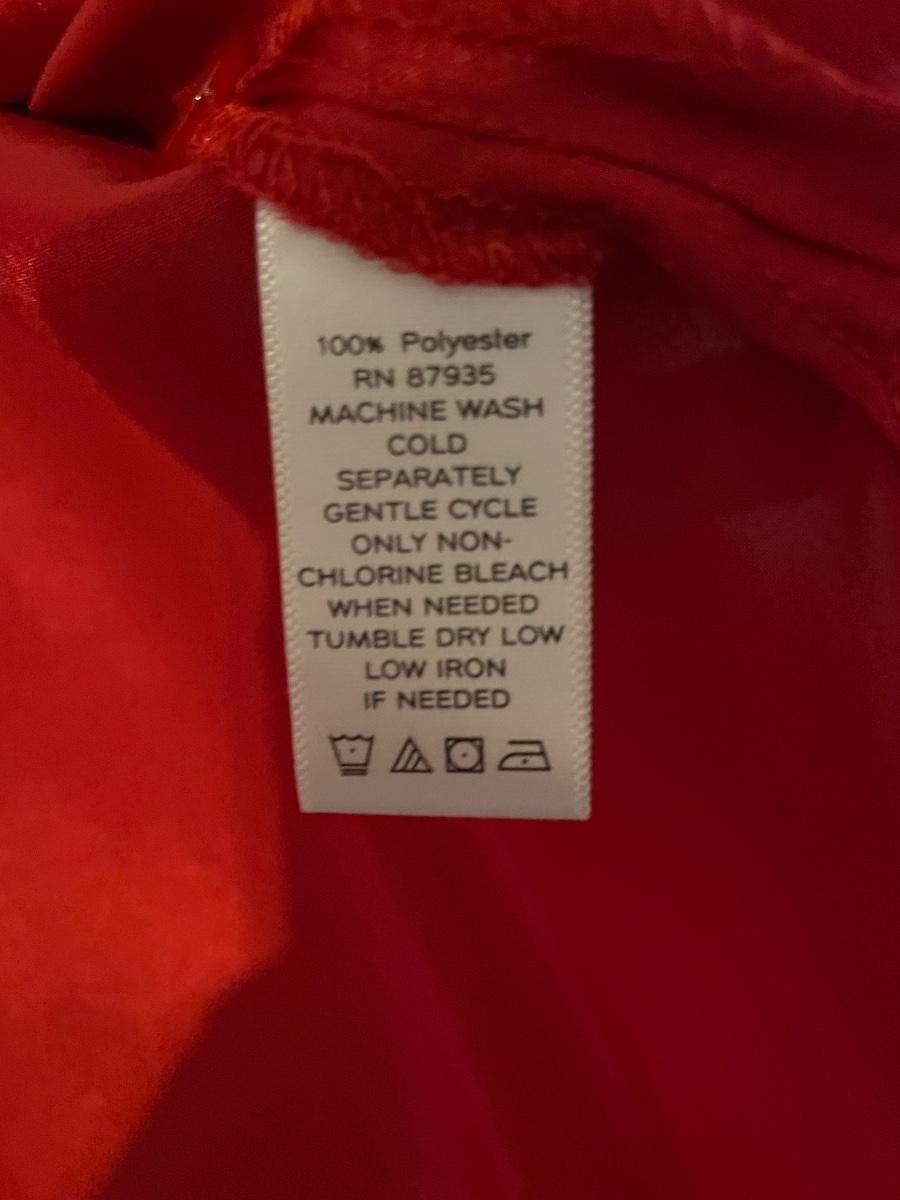 100% Polyester
RN 87935
MACHINE WASH
COLD
SEPARATELY
GENTLE CYCLE
ONLY NON-
CHLORINE BLEACH
WHEN NEEDED
TUMBLE DRY LOW
LOW IRON
IF NEEDED